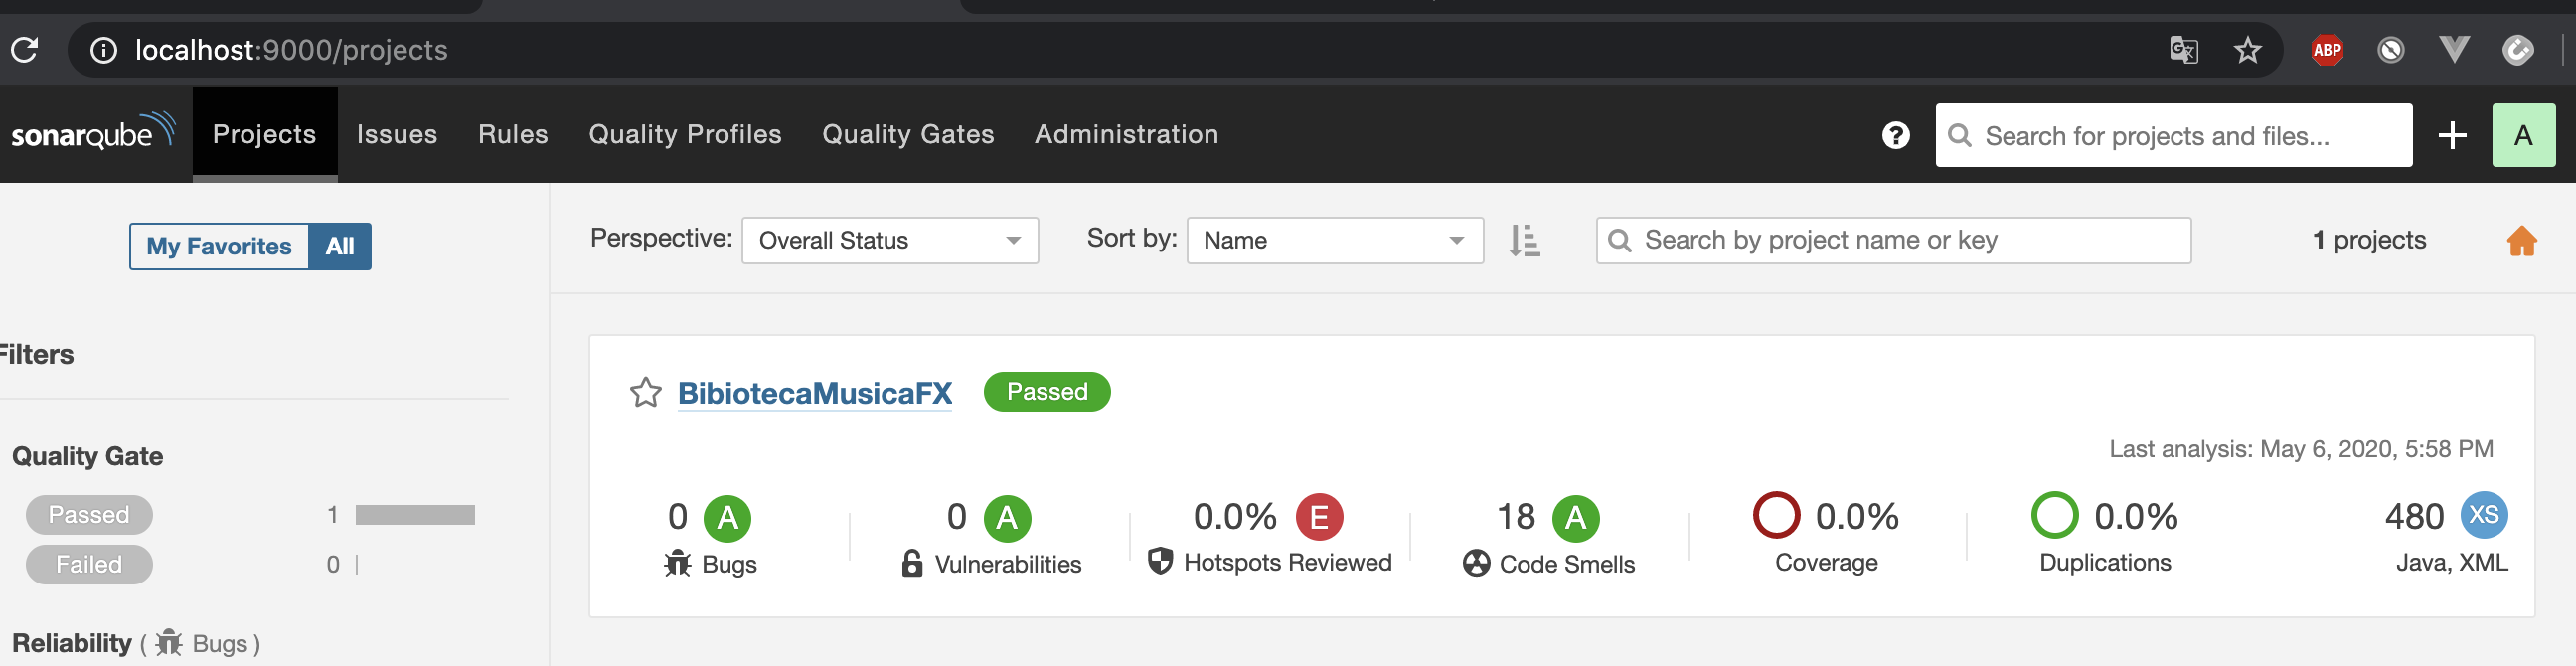 localhost:9000/projects
ABP
sonarqube Projects Issues Rules Quality Profiles Quality Gates Administration ? Search for projects and files... + A
My Favorites All
Perspective: Overall Status Sort by: Name Search by project name or key 1 projects
Filters
BibiotecaMusicaFX Passed
Last analysis: May 6, 2020, 5:58 PM
Quality Gate
Passed 1
Failed 0
0 A 0 A 0.0% E 18 A 0.0% 0.0% 480 XS
Bugs Vulnerabilities Hotspots Reviewed Code Smells Coverage Duplications Java, XML
Reliability ( Bugs )